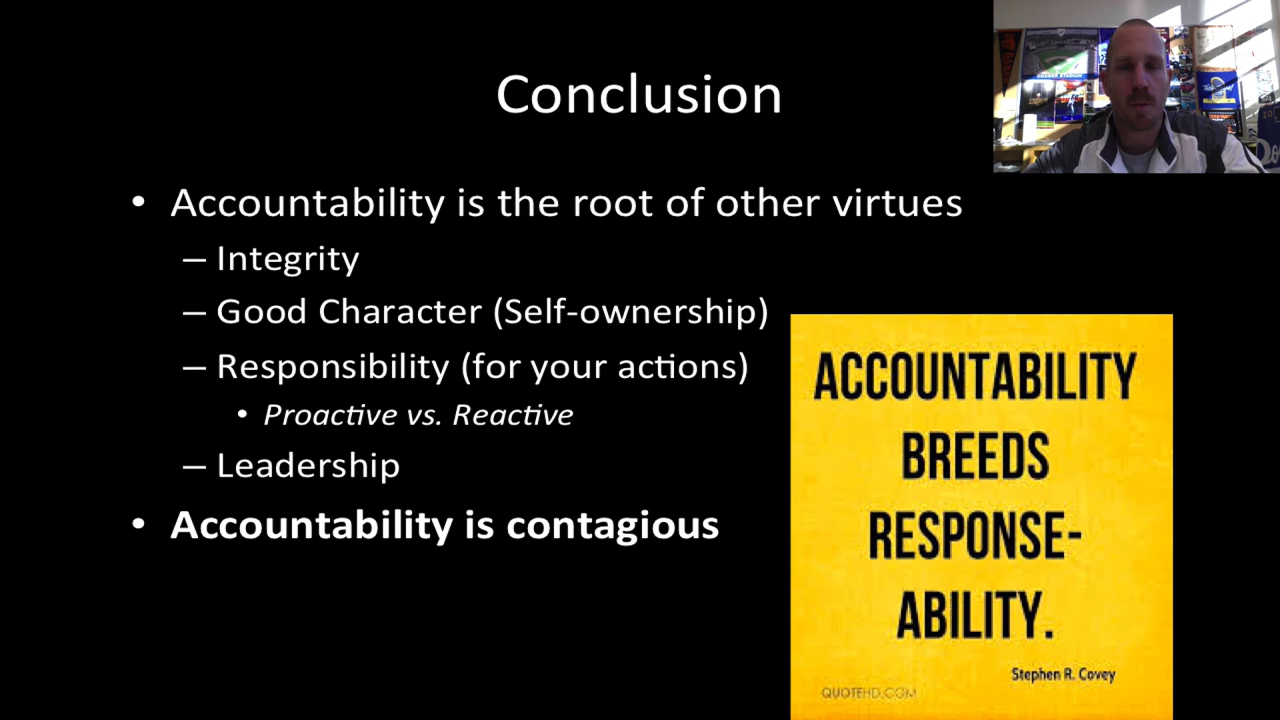 Conclusion
• Accountability is the root of other virtues
– Integrity
– Good Character (Self-ownership)
– Responsibility (for your actions)
• Proactive vs. Reactive
– Leadership
• Accountability is contagious
ACCOUNTABILITY
BREEDS
RESPONSE-
ABILITY.
Stephen R. Covey
QUOTEHD.COM